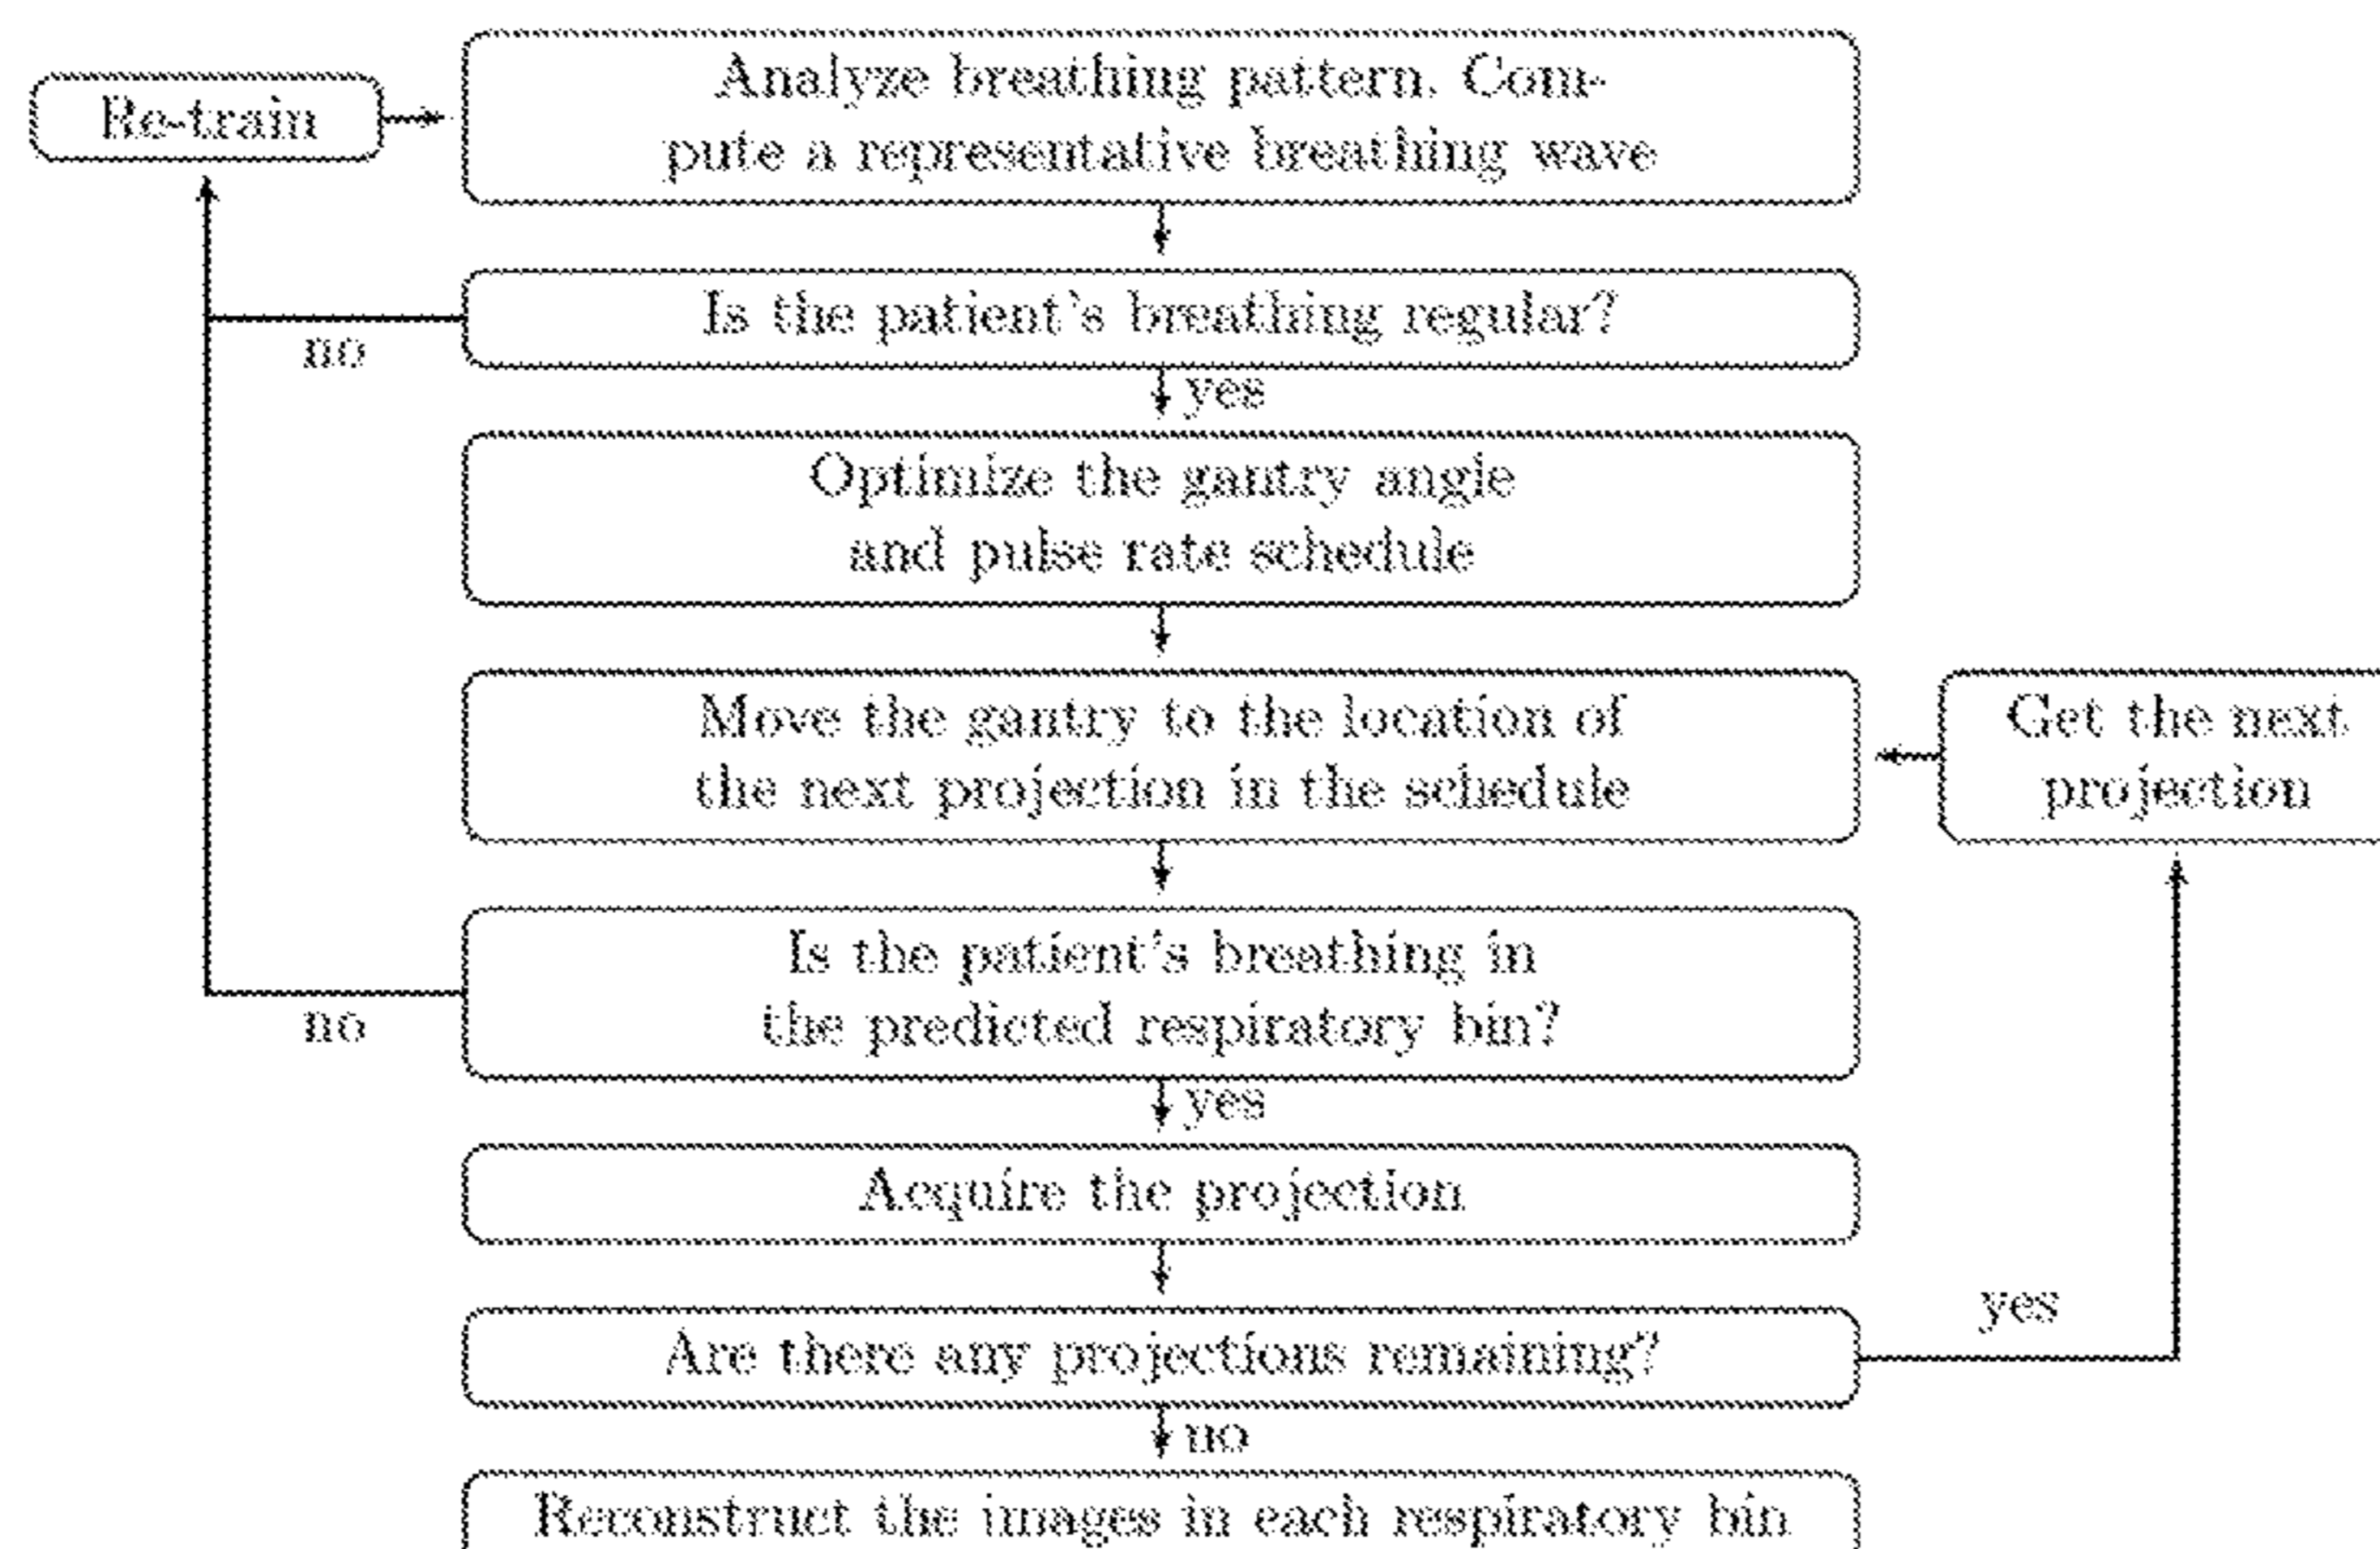 Re-train
Analyze breathing pattern. Com-
pute a representative breathing wave
Is the patient's breathing regular?
no
yes
Optimize the gantry angle
and pulse rate schedule
Move the gantry to the location of
the next projection in the schedule
Get the next
projection
Is the patient's breathing in
the predicted respiratory bin?
no
yes
Acquire the projection
Are there any projections remaining?
yes
no
Reconstruct the images in each respiratory bin